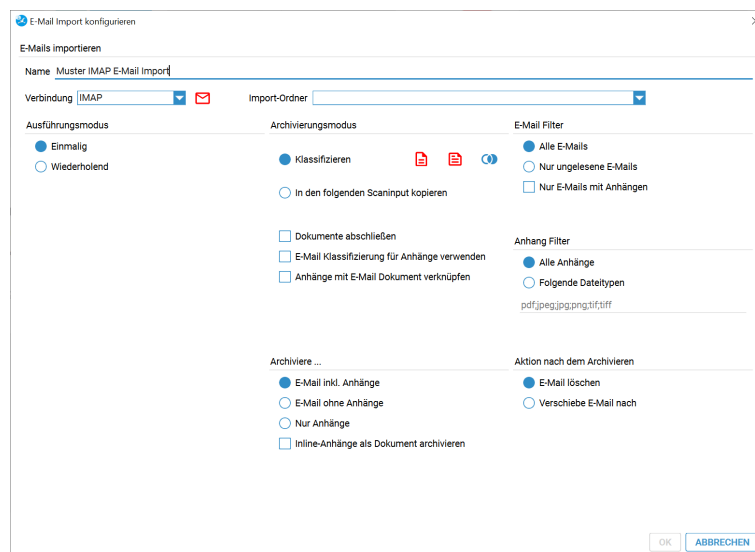 E-Mail Import konfigurieren
E-Mails importieren
Name Muster IMAP E-Mail Import
Verbindung IMAP Import-Ordner
Ausführungsmodus
Einmalig
Wiederholend
Archivierungsmodus
Klassifizieren
In den folgenden Scaninput kopieren
Dokumente abschließen
E-Mail Klassifizierung für Anhänge verwenden
Anhänge mit E-Mail Dokument verknüpfen
E-Mail Filter
Alle E-Mails
Nur ungelesene E-Mails
Nur E-Mails mit Anhängen
Anhang Filter
Alle Anhänge
Folgende Dateitypen
pdf;jpeg;jpg;png;tif;tiff
Archiviere ...
E-Mail inkl. Anhänge
E-Mail ohne Anhänge
Nur Anhänge
Inline-Anhänge als Dokument archivieren
Aktion nach dem Archivieren
E-Mail löschen
Verschiebe E-Mail nach
OK ABBRECHEN